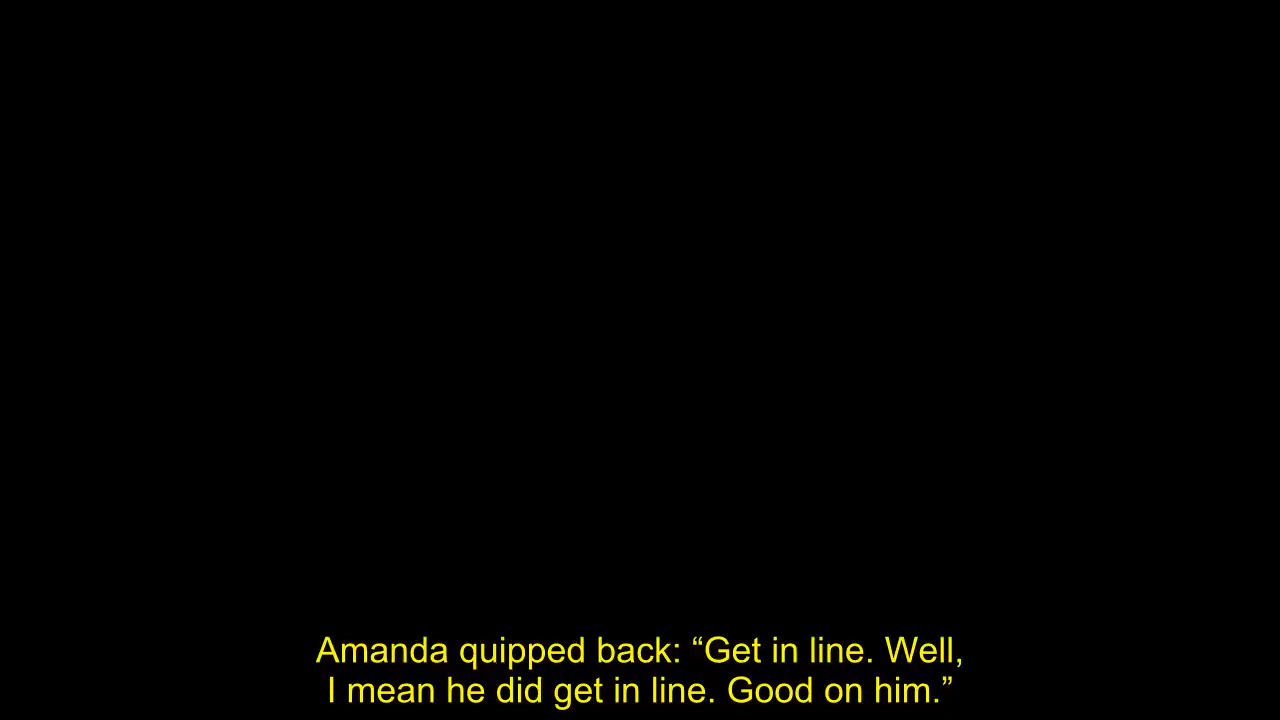 Amanda quipped back: “Get in line. Well,
I mean he did get in line. Good on him.”